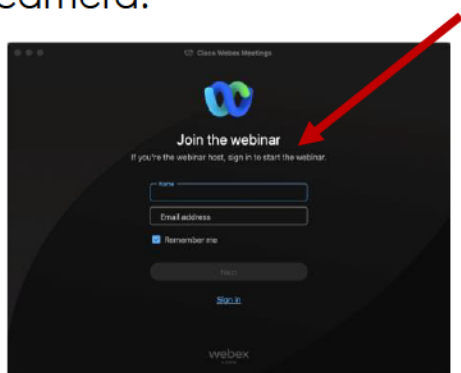 camera.
Cisco Webex Meetings
Join the webinar
If you're the webinar host, sign in to start the webinar.
Name
Email address
Remember me
Next
Sign in
webex